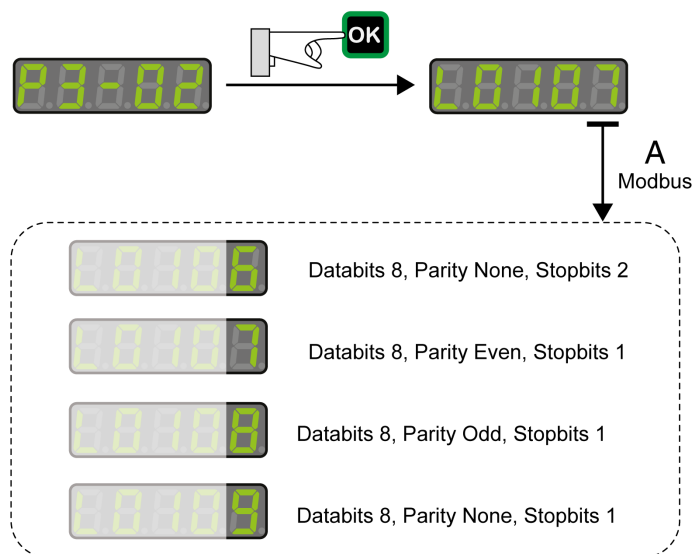 OK
P3-02
L0107
A
Modbus
L0106 Databits 8, Parity None, Stopbits 2
L0107 Databits 8, Parity Even, Stopbits 1
L0108 Databits 8, Parity Odd, Stopbits 1
L0109 Databits 8, Parity None, Stopbits 1